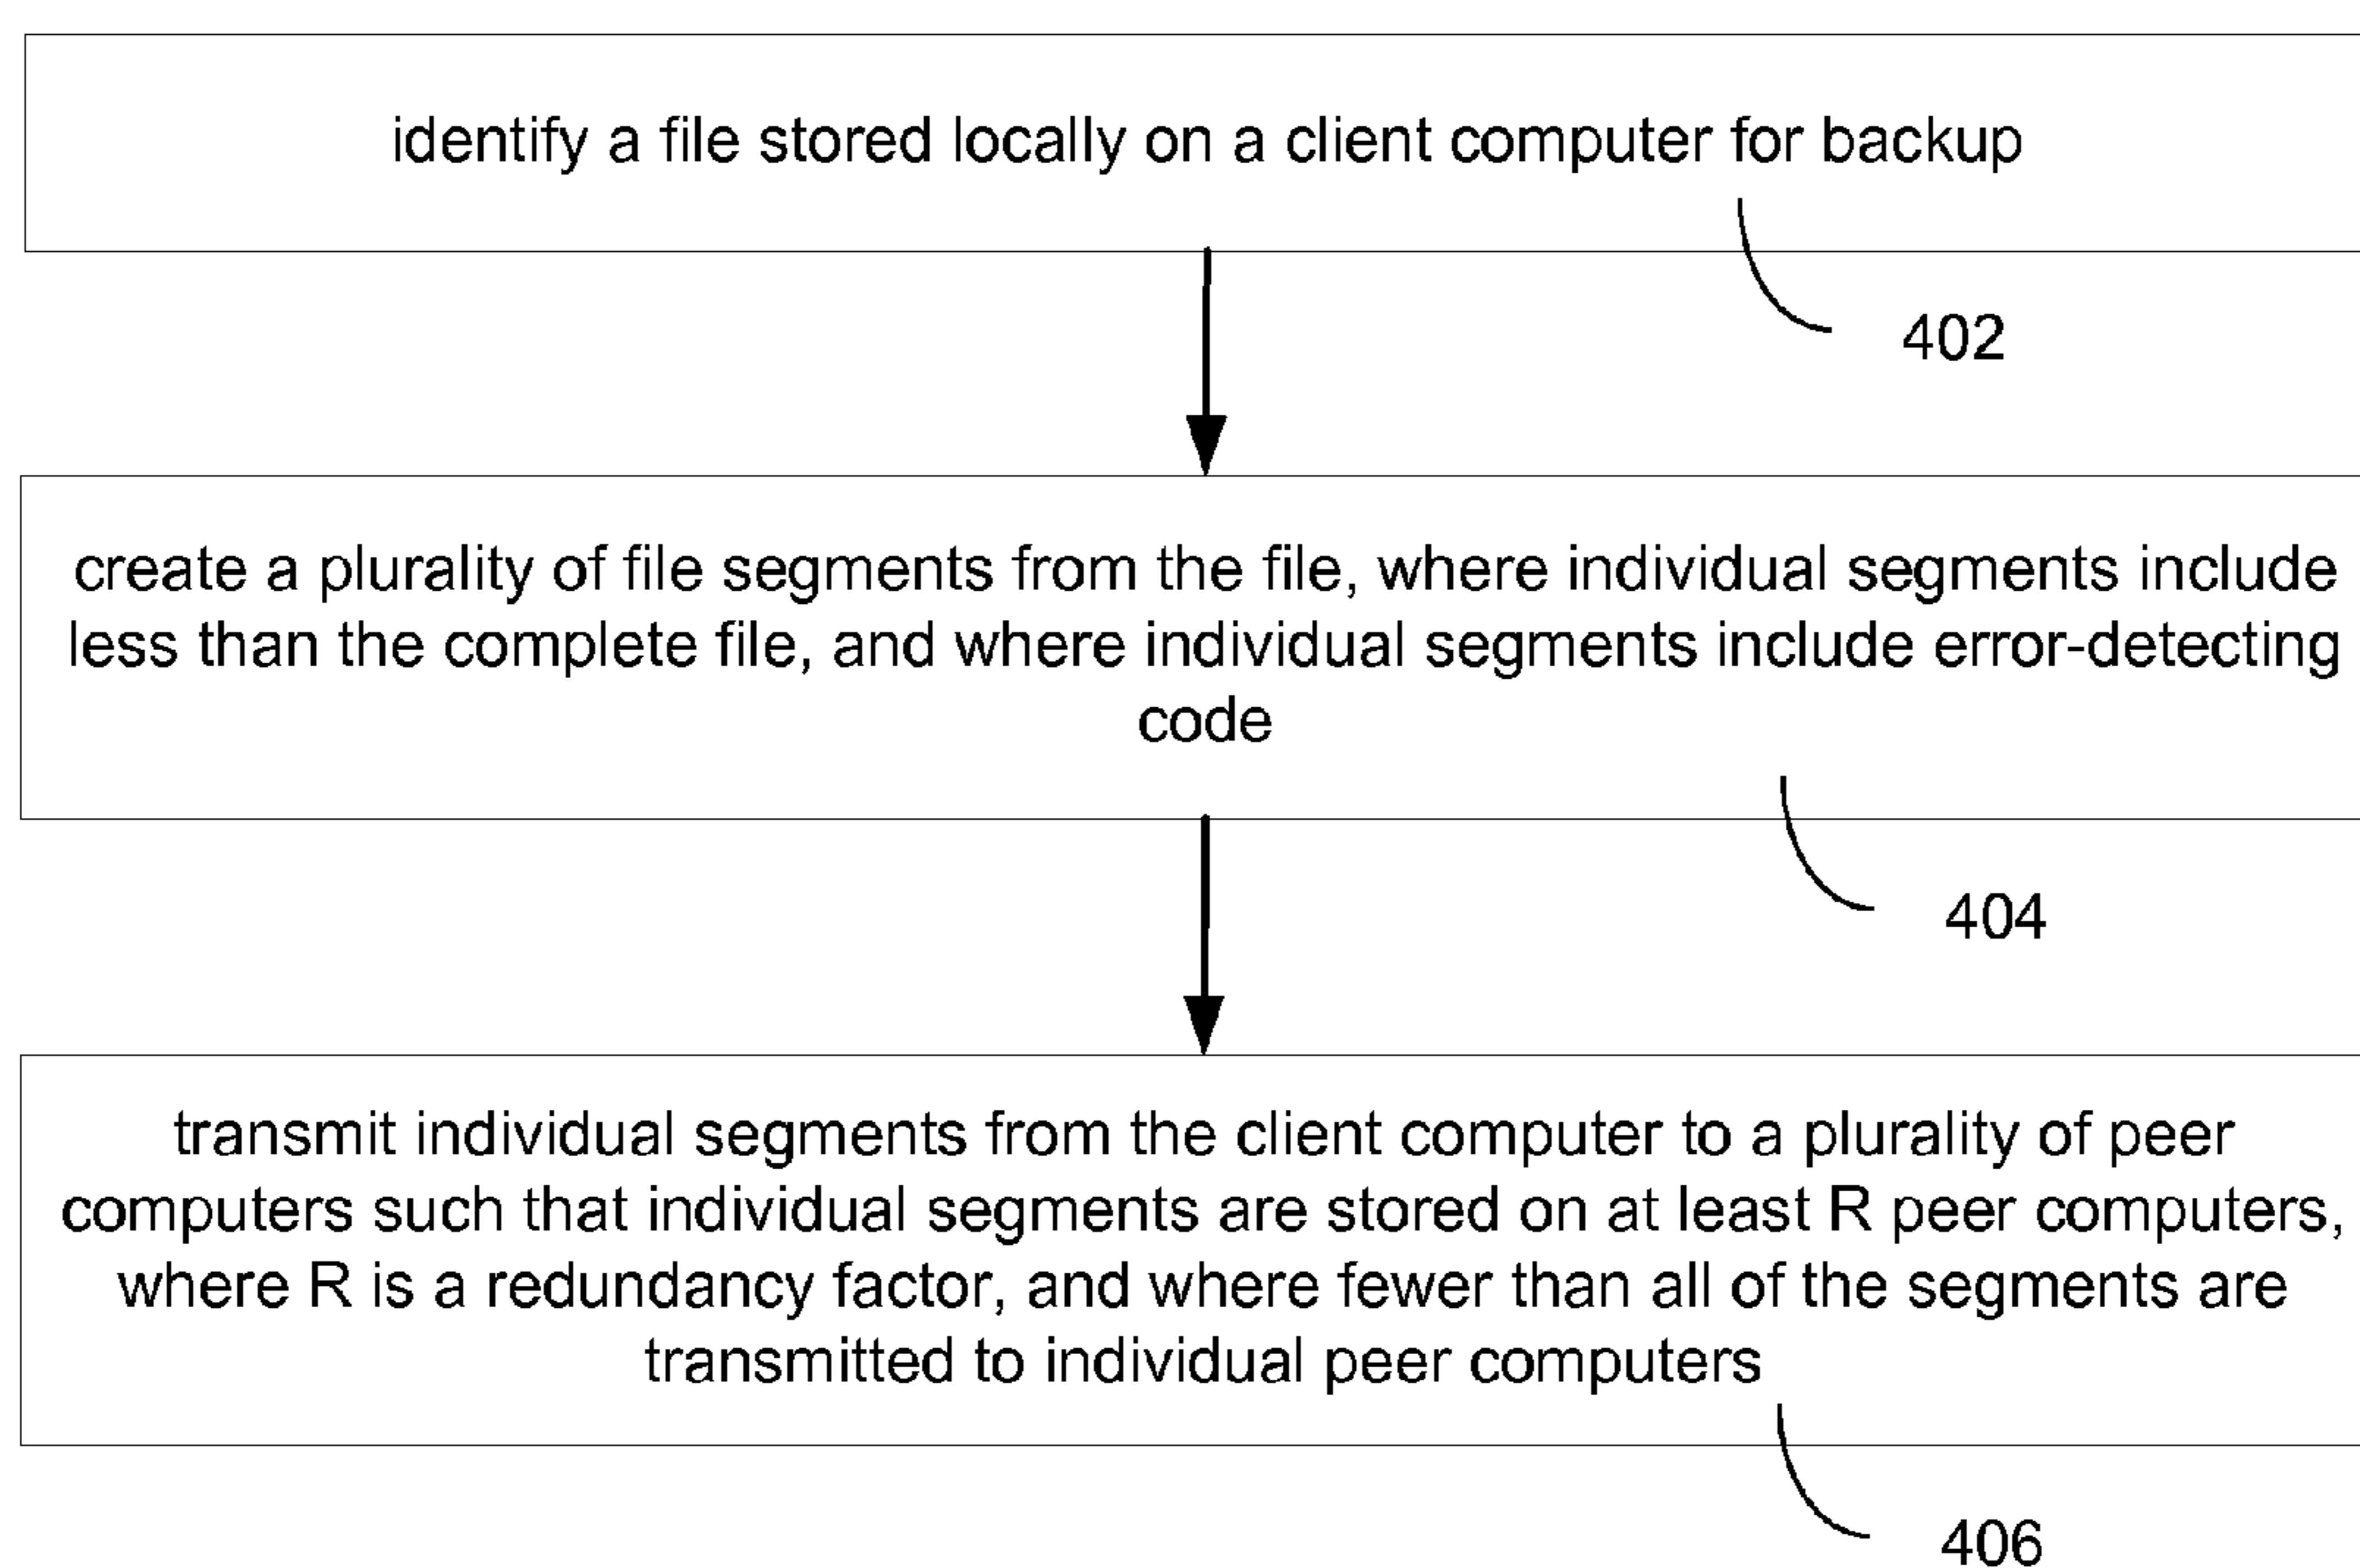 identify a file stored locally on a client computer for backup
402
create a plurality of file segments from the file, where individual segments include
less than the complete file, and where individual segments include error-detecting
code
404
transmit individual segments from the client computer to a plurality of peer
computers such that individual segments are stored on at least R peer computers,
where R is a redundancy factor, and where fewer than all of the segments are
transmitted to individual peer computers
406